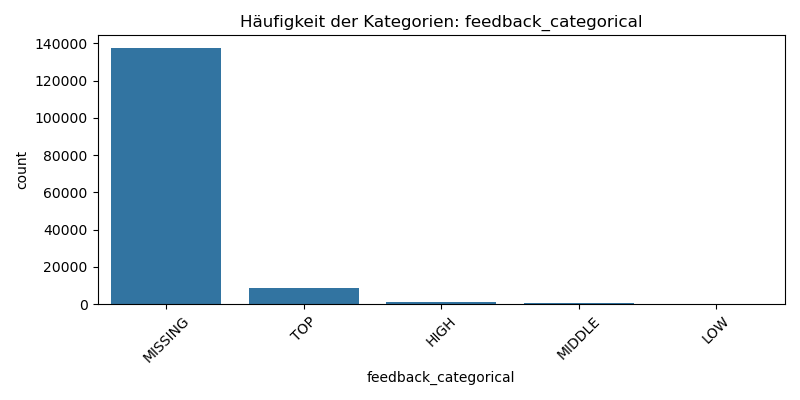 Häufigkeit der Kategorien: feedback_categorical
140000
120000
100000
80000
60000
40000
20000
0
count
MISSING
TOP
HIGH
MIDDLE
LOW
feedback_categorical